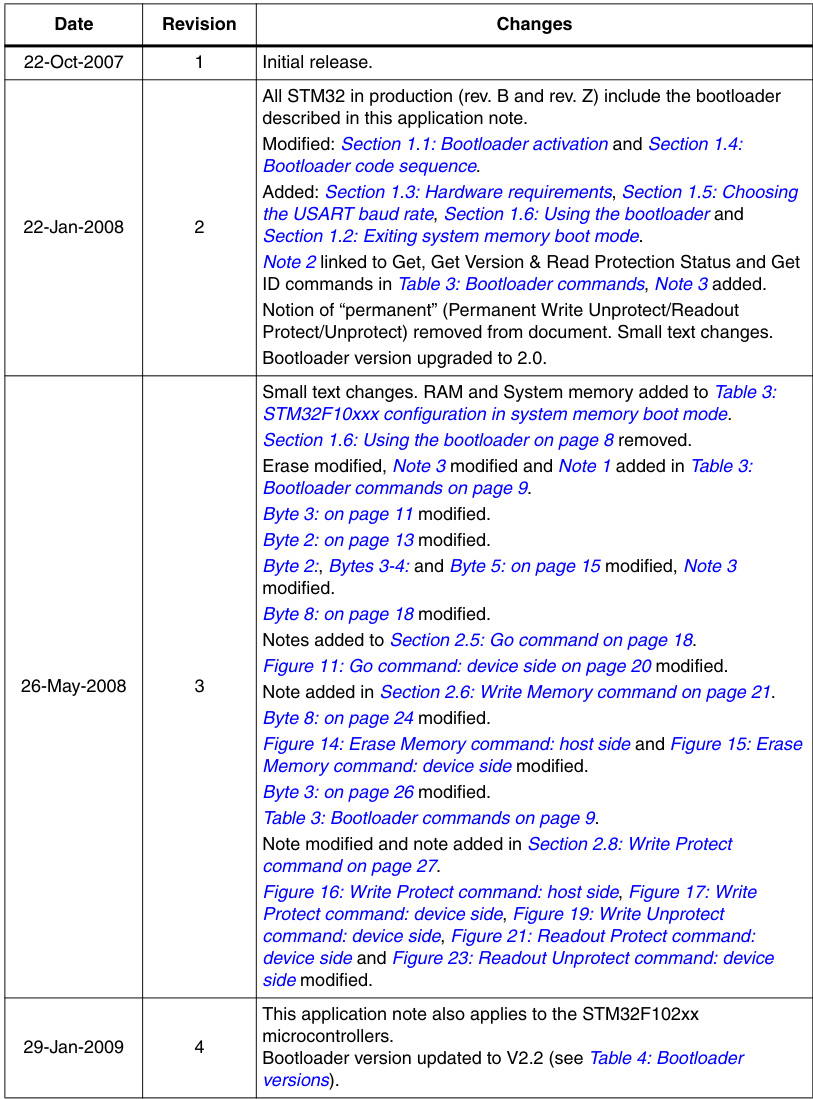 Date Revision Changes
22-Oct-2007 1 Initial release.
22-Jan-2008 2
All STM32 in production (rev. B and rev. Z) include the bootloader
described in this application note.
Modified: Section 1.1: Bootloader activation and Section 1.4:
Bootloader code sequence.
Added: Section 1.3: Hardware requirements, Section 1.5: Choosing
the USART baud rate, Section 1.6: Using the bootloader and
Section 1.2: Exiting system memory boot mode.
Note 2 linked to Get, Get Version & Read Protection Status and Get
ID commands in Table 3: Bootloader commands, Note 3 added.
Notion of “permanent” (Permanent Write Unprotect/Readout
Protect/Unprotect) removed from document. Small text changes.
Bootloader version upgraded to 2.0.
26-May-2008 3
Small text changes. RAM and System memory added to Table 3:
STM32F10xxx configuration in system memory boot mode.
Section 1.6: Using the bootloader on page 8 removed.
Erase modified, Note 3 modified and Note 1 added in Table 3:
Bootloader commands on page 9.
Byte 3: on page 11 modified.
Byte 2: on page 13 modified.
Byte 2:, Bytes 3-4: and Byte 5: on page 15 modified, Note 3
modified.
Byte 8: on page 18 modified.
Notes added to Section 2.5: Go command on page 18.
Figure 11: Go command: device side on page 20 modified.
Note added in Section 2.6: Write Memory command on page 21.
Byte 8: on page 24 modified.
Figure 14: Erase Memory command: host side and Figure 15: Erase
Memory command: device side modified.
Byte 3: on page 26 modified.
Table 3: Bootloader commands on page 9.
Note modified and note added in Section 2.8: Write Protect
command on page 27.
Figure 16: Write Protect command: host side, Figure 17: Write
Protect command: device side, Figure 19: Write Unprotect
command: device side, Figure 21: Readout Protect command:
device side and Figure 23: Readout Unprotect command: device
side modified.
29-Jan-2009 4
This application note also applies to the STM32F102xx
microcontrollers.
Bootloader version updated to V2.2 (see Table 4: Bootloader
versions).